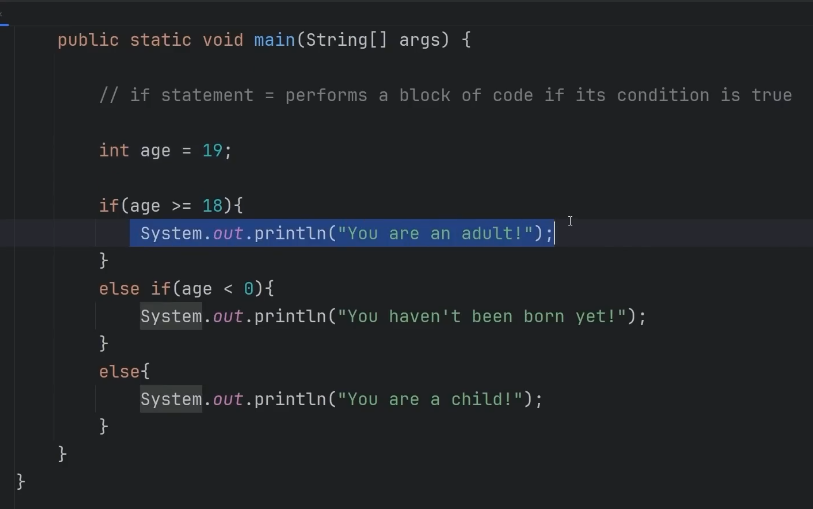 public static void main(String[] args) {
// if statement = performs a block of code if its condition is true
int age = 19;
if(age >= 18){
System.out.println("You are an adult!");
}
else if(age < 0){
System.out.println("You haven't been born yet!");
}
else{
System.out.println("You are a child!");
}
}
}